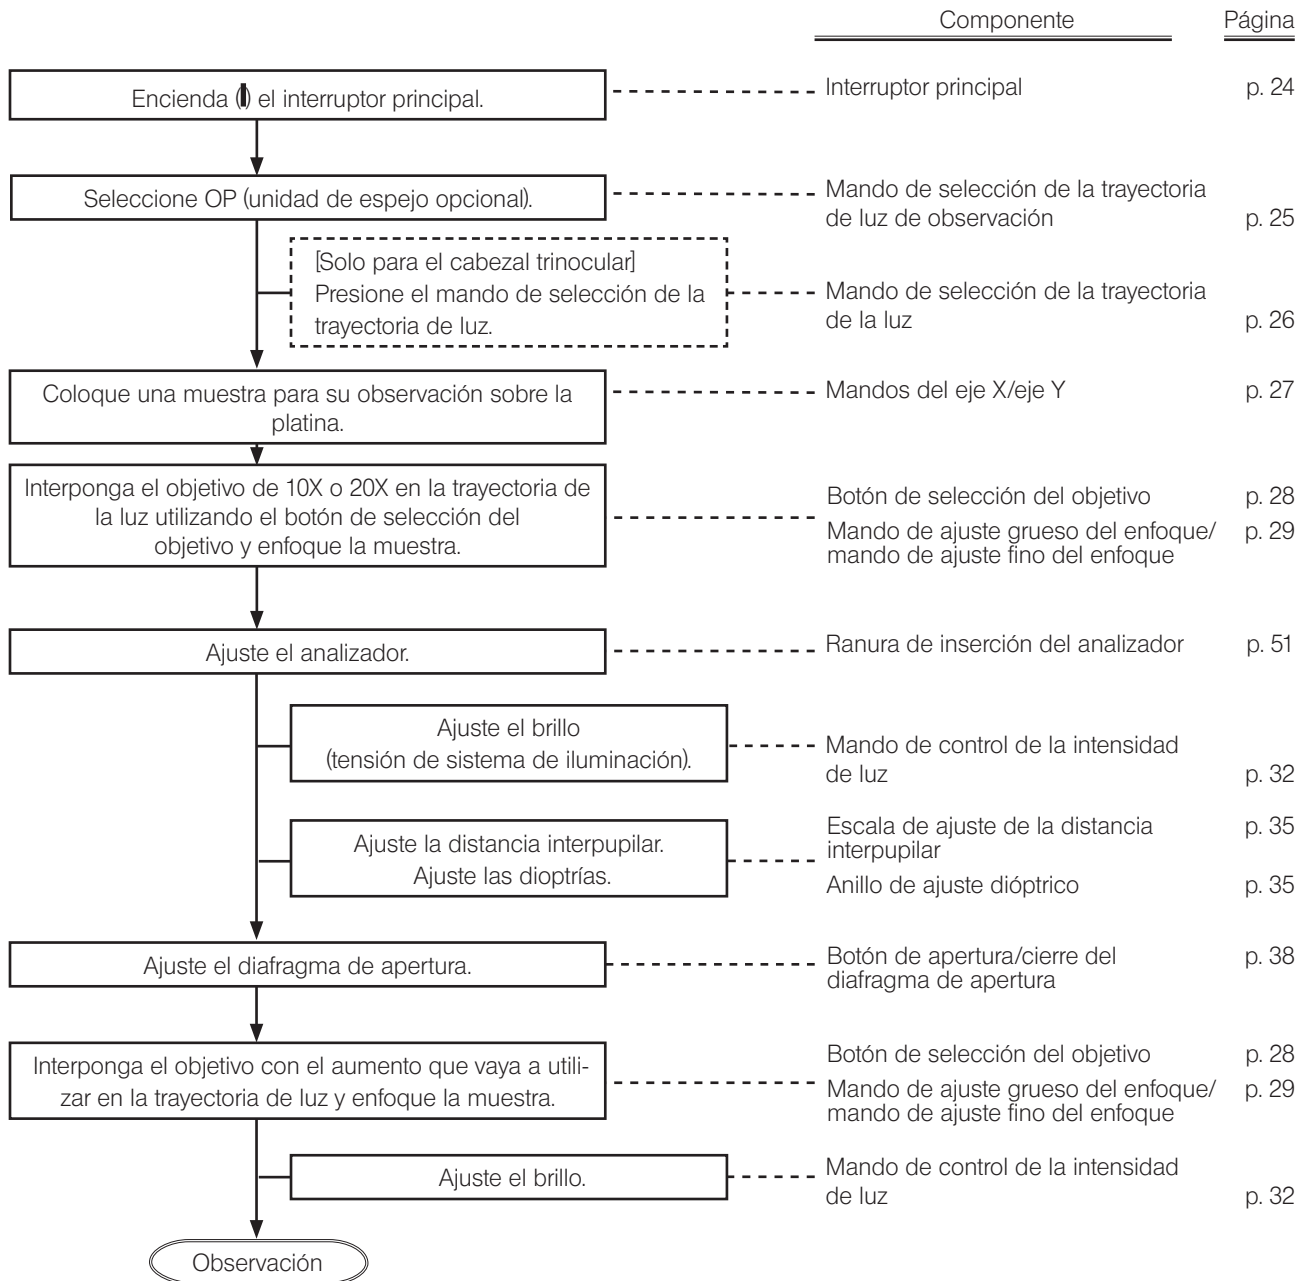 Componente Página
Encienda (I) el interruptor principal. Interruptor principal p. 24
Seleccione OP (unidad de espejo opcional). Mando de selección de la trayectoria
de luz de observación p. 25
[Solo para el cabezal trinocular]
Presione el mando de selección de la
trayectoria de luz.
Mando de selección de la trayectoria
de la luz p. 26
Coloque una muestra para su observación sobre la
platina.
Mandos del eje X/eje Y p. 27
Interponga el objetivo de 10X o 20X en la trayectoria de
la luz utilizando el botón de selección del
objetivo y enfoque la muestra.
Botón de selección del objetivo p. 28
Mando de ajuste grueso del enfoque/ p. 29
mando de ajuste fino del enfoque
Ajuste el analizador. Ranura de inserción del analizador p. 51
Ajuste el brillo
(tensión de sistema de iluminación).
Mando de control de la intensidad
de luz p. 32
Ajuste la distancia interpupilar.
Ajuste las dioptrías.
Escala de ajuste de la distancia p. 35
interpupilar
Anillo de ajuste dióptrico p. 35
Ajuste el diafragma de apertura.
Botón de apertura/cierre del p. 38
diafragma de apertura
Interponga el objetivo con el aumento que vaya a utili-
zar en la trayectoria de luz y enfoque la muestra.
Botón de selección del objetivo p. 28
Mando de ajuste grueso del enfoque/ p. 29
mando de ajuste fino del enfoque
Ajuste el brillo.
Mando de control de la intensidad
de luz p. 32
Observación